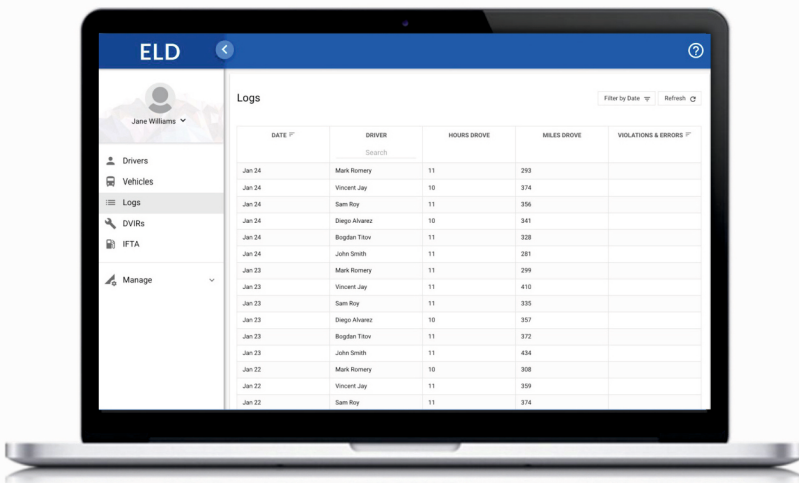 ELD
Logs
Filter by Date
Refresh
Jane Williams
Drivers
Vehicles
Logs
DVIRs
IFTA
Manage
DATE DRIVER HOURS DROVE MILES DROVE VIOLATIONS & ERRORS
Search
Jan 24 Mark Romery 11 293
Jan 24 Vincent Jay 10 374
Jan 24 Sam Roy 11 356
Jan 24 Diego Alvarez 10 341
Jan 24 Bogdan Titov 11 328
Jan 24 John Smith 11 281
Jan 23 Mark Romery 11 299
Jan 23 Vincent Jay 11 410
Jan 23 Sam Roy 11 335
Jan 23 Diego Alvarez 10 357
Jan 23 Bogdan Titov 11 372
Jan 23 John Smith 11 434
Jan 22 Mark Romery 10 308
Jan 22 Vincent Jay 11 359
Jan 22 Sam Roy 11 374